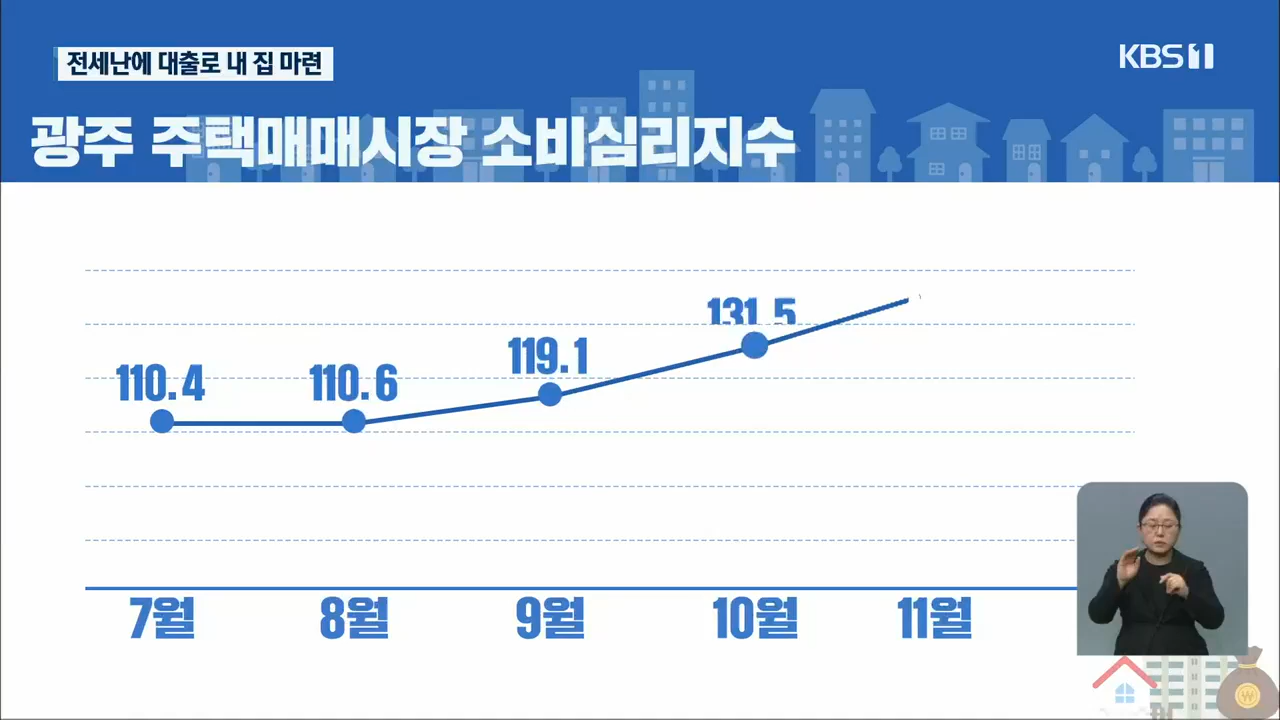 전세난에 대출로 내 집 마련
KBS 1
광주 주택매매시장 소비심리지수
110.4
110.6
119.1
131.5
7월
8월
9월
10월
11월
₩